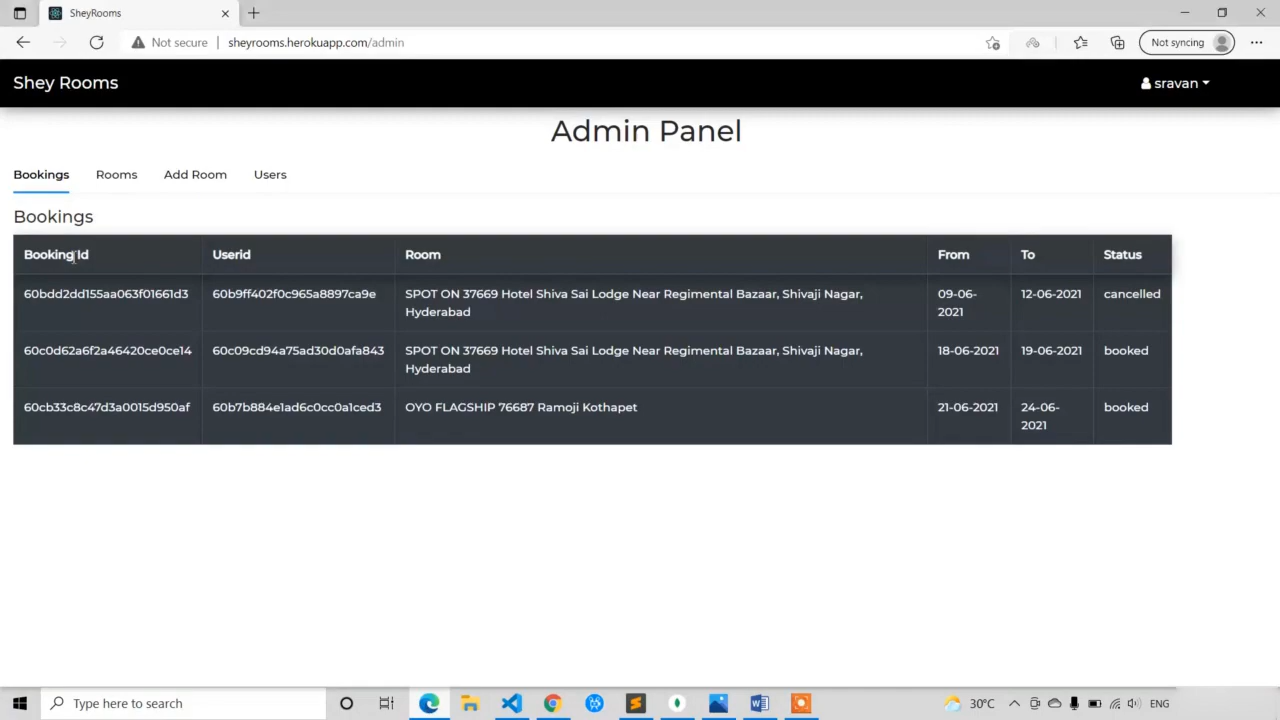 SheyRooms
Not secure
sheyrooms.herokuapp.com/admin
Not syncing
Shey Rooms
sravan
Admin Panel
Bookings
Rooms
Add Room
Users
Bookings
Booking Id
Userid
Room
From
To
Status
60bdd2dd155aa063f01661d3
60b9ff402f0c965a8897ca9e
SPOT ON 37669 Hotel Shiva Sai Lodge Near Regimental Bazaar, Shivaji Nagar,
Hyderabad
09-06-
2021
12-06-2021
cancelled
60c0d62a6f2a46420ce0ce14
60c09cd94a75ad30d0afa843
SPOT ON 37669 Hotel Shiva Sai Lodge Near Regimental Bazaar, Shivaji Nagar,
Hyderabad
18-06-2021
19-06-2021
booked
60cb33c8c47d3a0015d950af
60b7b884e1ad6c0cc0a1ced3
OYO FLAGSHIP 76687 Ramoji Kothapet
21-06-2021
24-06-
2021
booked
Type here to search
30°C
ENG